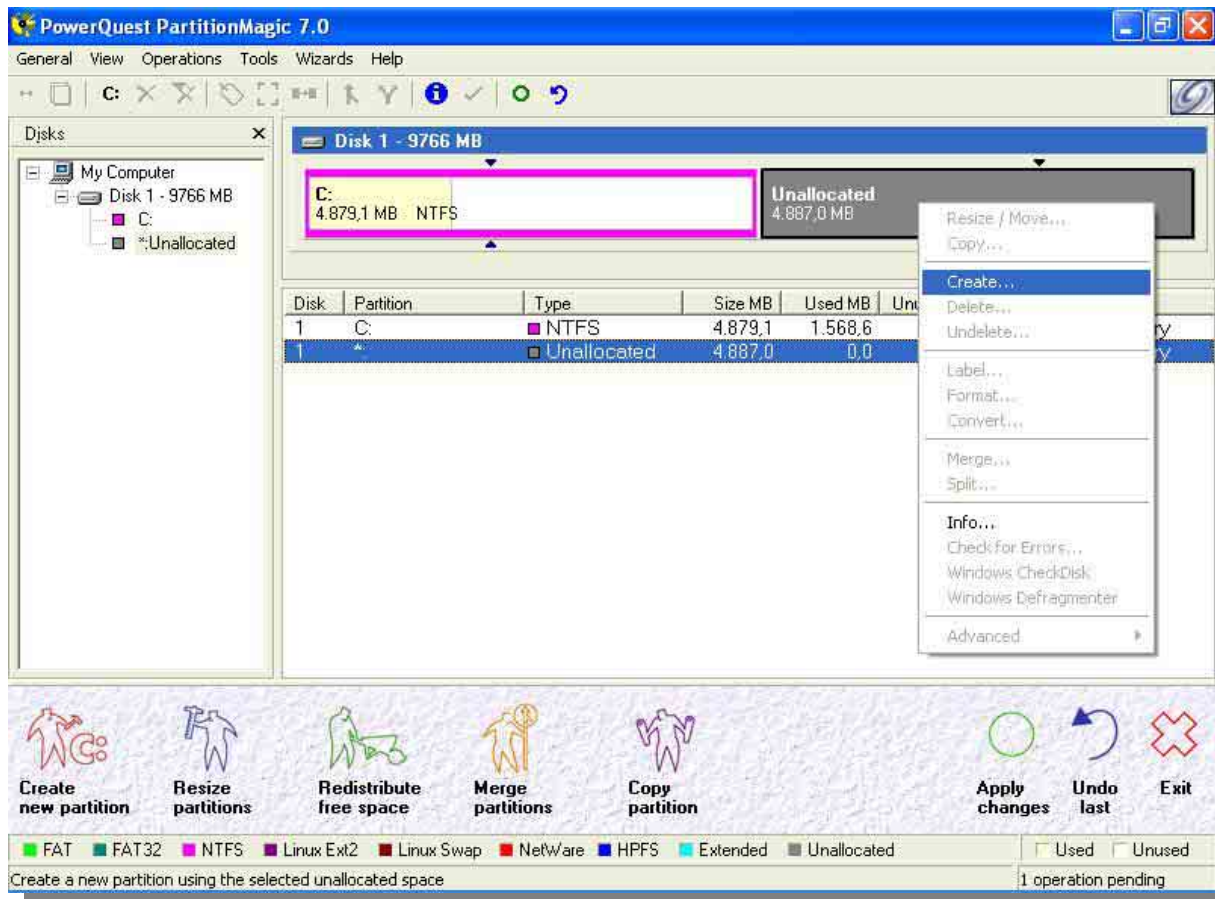 PowerQuest PartitionMagic 7.0
General View Operations Tools Wizards Help
C:
Disks
My Computer
Disk 1 - 9766 MB
C:
*:Unallocated
Disk 1 - 9766 MB
C:
4.879,1 MB NTFS
Unallocated
4.887,0 MB
Disk Partition Type Size MB Used MB
1 C: NTFS 4.879,1 1.568,6
1 *: Unallocated 4.887,0 0,0
Resize / Move...
Copy...
Create...
Delete...
Undelete...
Label...
Format...
Convert...
Merge...
Split...
Info...
Check for Errors...
Windows CheckDisk
Windows Defragmenter
Advanced
C:
Create new partition
Resize partitions
Redistribute free space
Merge partitions
Copy partition
Apply changes
Undo last
Exit
FAT FAT32 NTFS Linux Ext2 Linux Swap NetWare HPFS Extended Unallocated Used Unused
Create a new partition using the selected unallocated space
1 operation pending